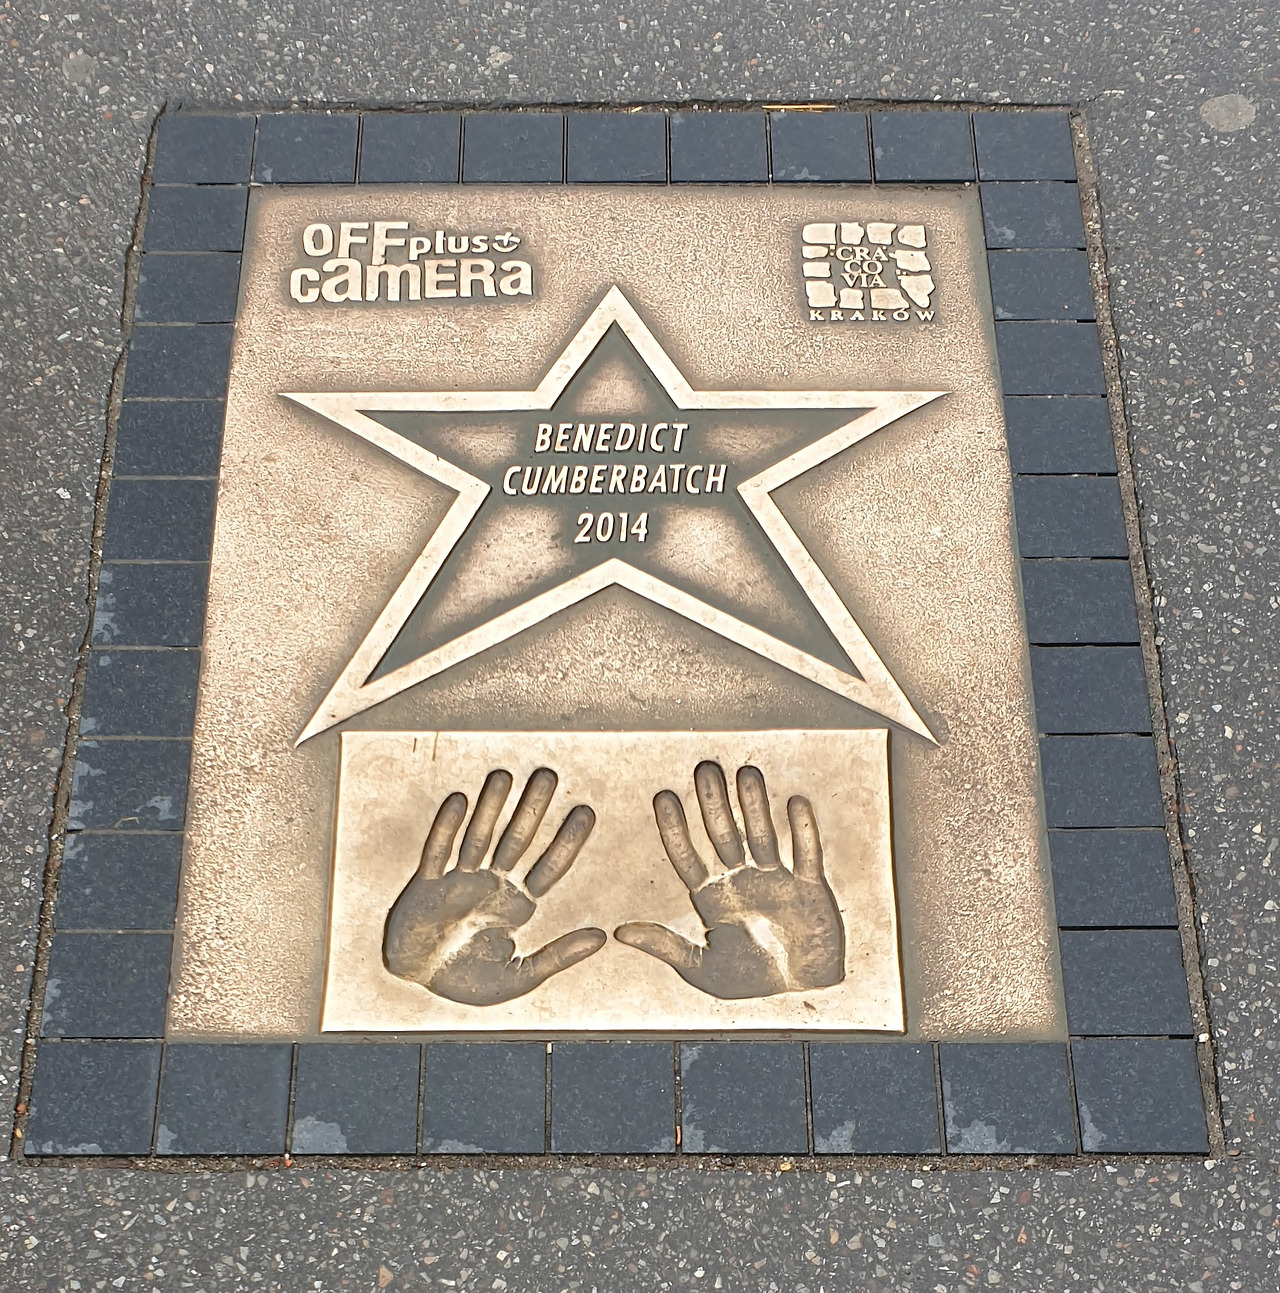 OFF plus
camera
CRA
CO
VIA
KRAKÓW
BENEDICT
CUMBERBATCH
2014